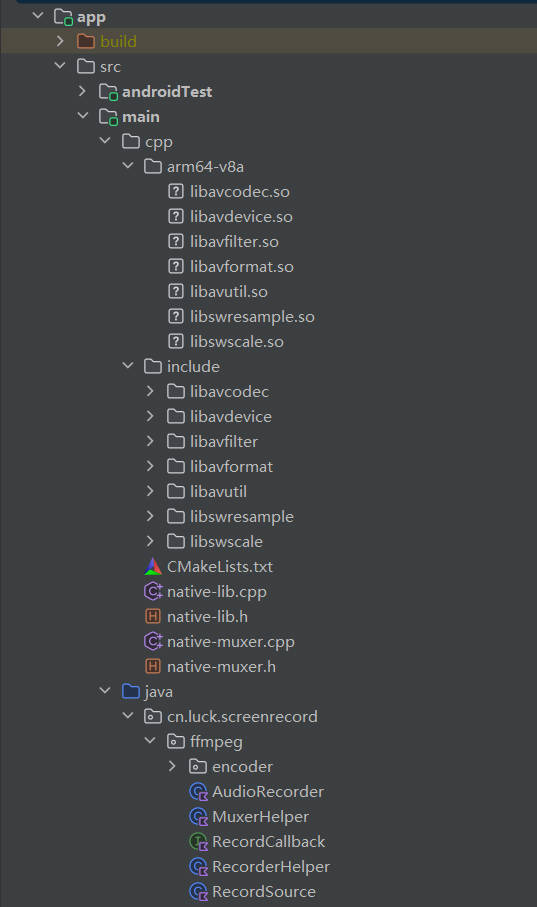 app
build
src
androidTest
main
cpp
arm64-v8a
libavcodec.so
libavdevice.so
libavfilter.so
libavformat.so
libavutil.so
libswresample.so
libswscale.so
include
libavcodec
libavdevice
libavfilter
libavformat
libavutil
libswresample
libswscale
CMakeLists.txt
native-lib.cpp
native-lib.h
native-muxer.cpp
native-muxer.h
java
cn.luck.screenrecord
ffmpeg
encoder
AudioRecorder
MuxerHelper
RecordCallback
RecorderHelper
RecordSource